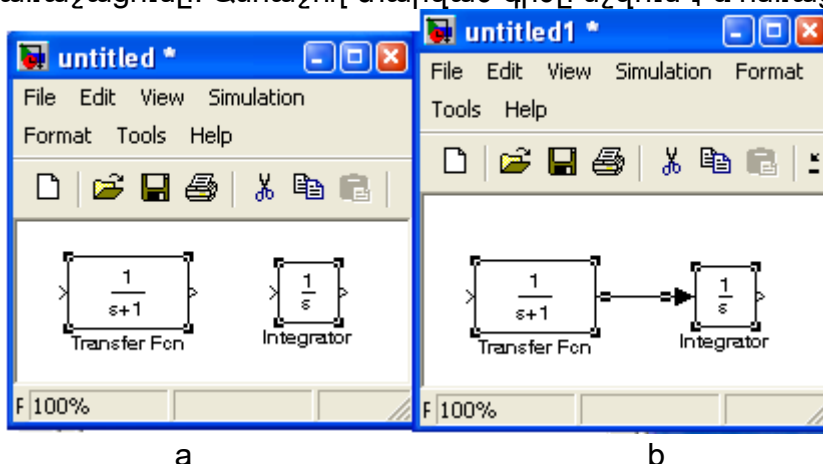 untitled *
File Edit View Simulation
Format Tools Help
1
s+1
Transfer Fcn
1
s
Integrator
F 100%
a
untitled1 *
File Edit View Simulation Format
Tools Help
1
s+1
Transfer Fcn
1
s
Integrator
F 100%
b